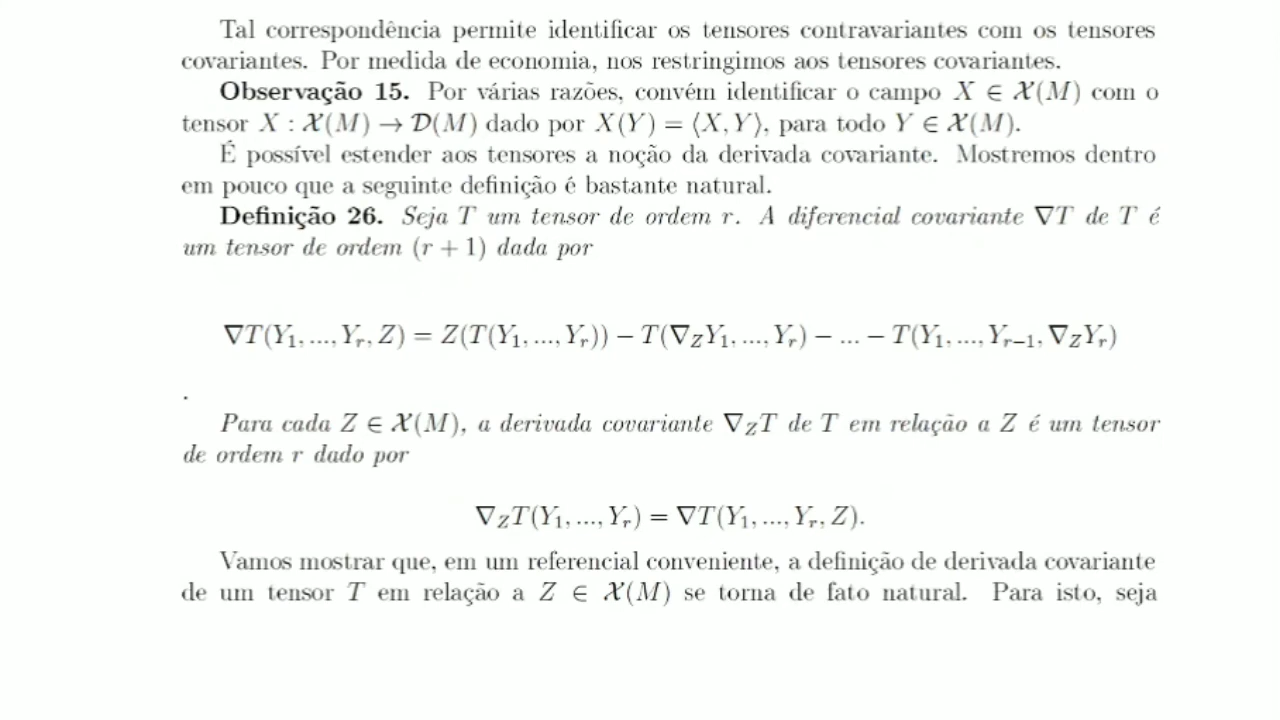 Tal correspondência permite identificar os tensores contravariantes com os tensores
covariantes. Por medida de economia, nos restringimos aos tensores covariantes.
Observação 15. Por várias razões, convém identificar o campo X ∈ 𝒳(M) com o
tensor X : 𝒳(M) → 𝒟(M) dado por X(Y) = ⟨X, Y⟩, para todo Y ∈ 𝒳(M).
É possível estender aos tensores a noção da derivada covariante. Mostremos dentro
em pouco que a seguinte definição é bastante natural.
Definição 26. Seja T um tensor de ordem r. A diferencial covariante ∇T de T é
um tensor de ordem (r + 1) dada por
∇T(Y₁, ..., Yᵣ, Z) = Z(T(Y₁, ..., Yᵣ)) − T(∇_Z Y₁, ..., Yᵣ) − ... − T(Y₁, ..., Yᵣ₋₁, ∇_Z Yᵣ)
.
Para cada Z ∈ 𝒳(M), a derivada covariante ∇_Z T de T em relação a Z é um tensor
de ordem r dado por
∇_Z T(Y₁, ..., Yᵣ) = ∇T(Y₁, ..., Yᵣ, Z).
Vamos mostrar que, em um referencial conveniente, a definição de derivada covariante
de um tensor T em relação a Z ∈ 𝒳(M) se torna de fato natural. Para isto, seja